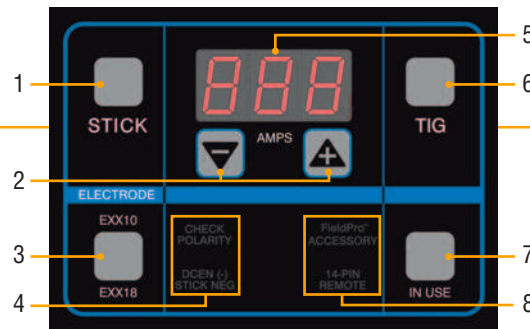 1
2
3
4
5
6
7
8
888
STICK
TIG
AMPS
ELECTRODE
EXX10
EXX18
CHECK
POLARITY
DCEN (-)
STICK NEG
FieldPro™
ACCESSORY
14-PIN
REMOTE
IN USE